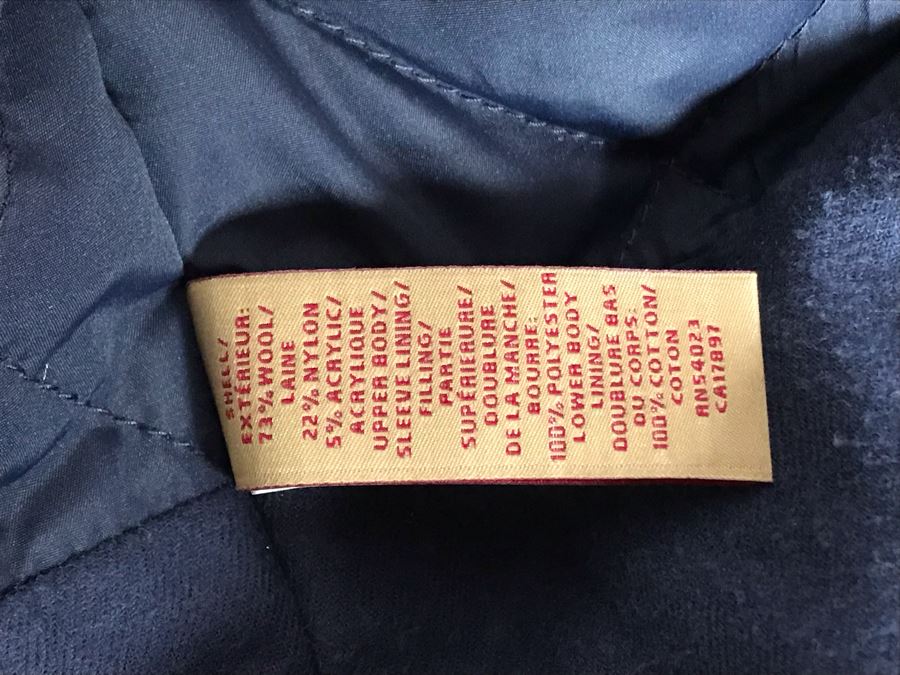 SHELL/
EXTÉRIEUR:
73% WOOL/
LAINE
22% NYLON
5% ACRYLIC/
ACRYLIQUE
UPPER BODY/
SLEEVE LINING/
FILLING/
PARTIE
SUPÉRIEURE/
DOUBLURE
DE LA MANCHE/
BOURRE:
100% POLYESTER
LOWER BODY
LINING/
DOUBLURE BAS
DU CORPS:
100% COTTON/
COTON
RN54023
CA17897